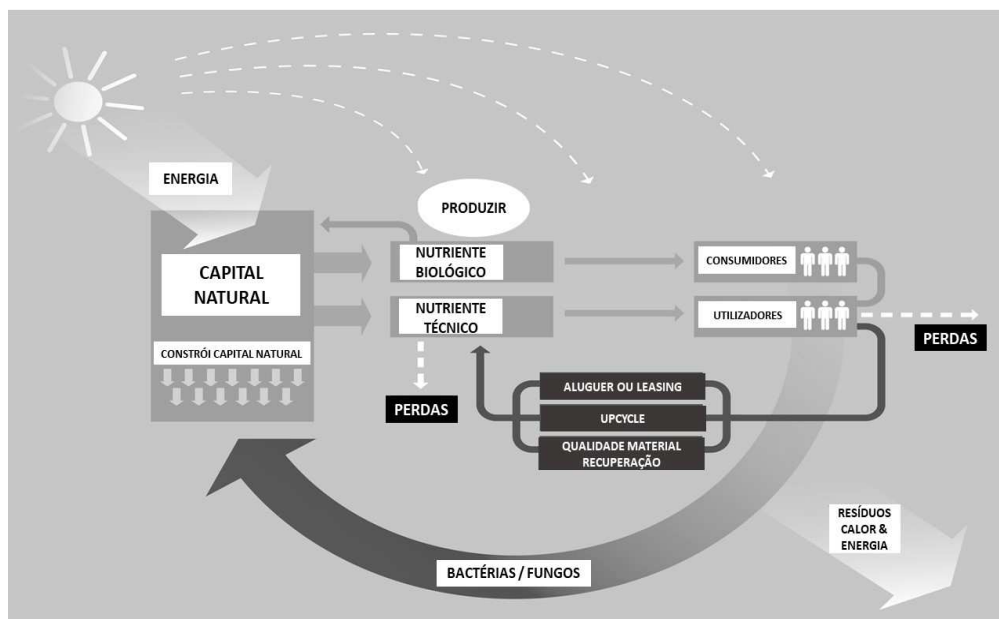 ENERGIA
PRODUZIR
CAPITAL
NATURAL
NUTRIENTE
BIOLÓGICO
CONSUMIDORES
NUTRIENTE
TÉCNICO
UTILIZADORES
PERDAS
CONSTRÓI CAPITAL NATURAL
PERDAS
ALUGUER OU LEASING
UPCYCLE
QUALIDADE MATERIAL
RECUPERAÇÃO
RESÍDUOS
CALOR &
ENERGIA
BACTÉRIAS / FUNGOS